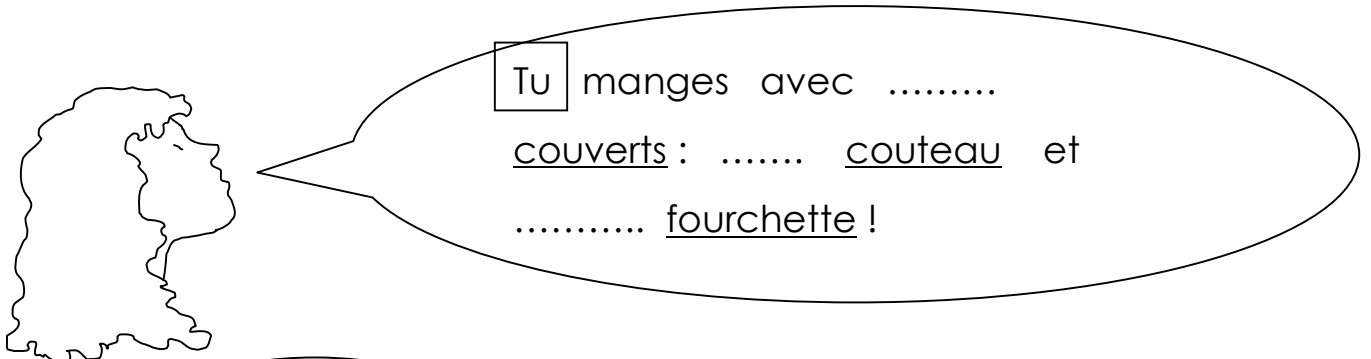 Tu manges avec .........
couverts : ....... couteau et
........... fourchette !